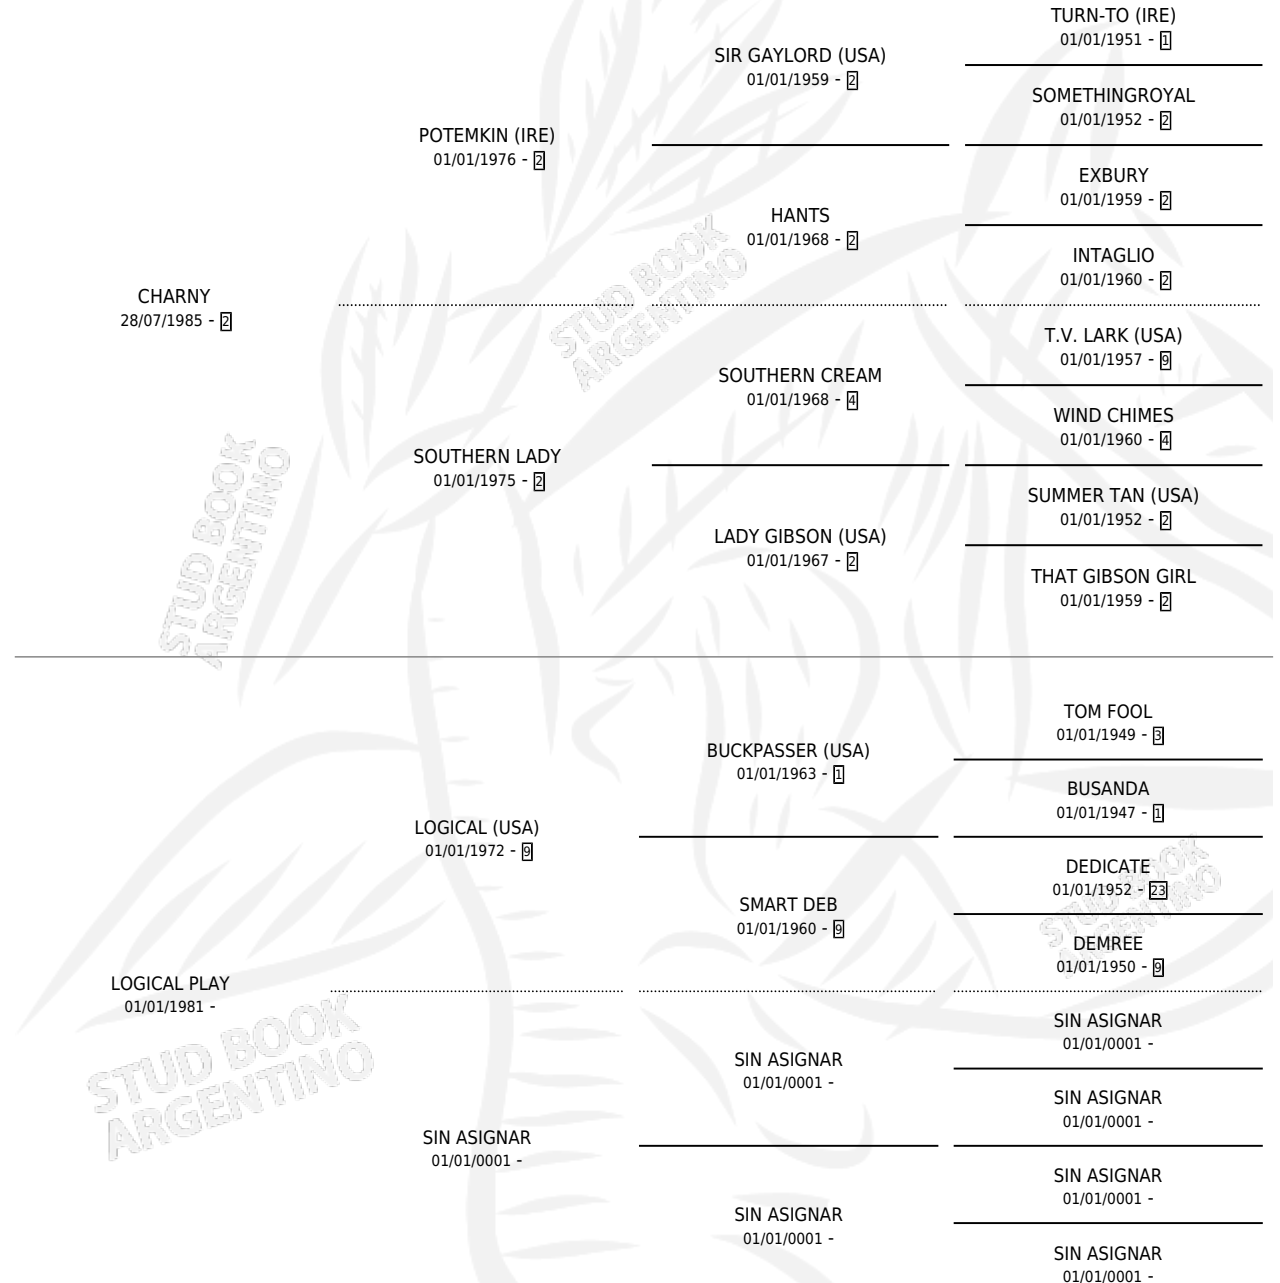 TURN-TO (IRE)
01/01/1951 - 1
SIR GAYLORD (USA)
01/01/1959 - 2
SOMETHINGROYAL
01/01/1952 - 2
POTEMKIN (IRE)
01/01/1976 - 2
EXBURY
01/01/1959 - 2
HANTS
01/01/1968 - 2
INTAGLIO
01/01/1960 - 2
CHARNY
28/07/1985 - 2
T.V. LARK (USA)
01/01/1957 - 9
SOUTHERN CREAM
01/01/1968 - 4
WIND CHIMES
01/01/1960 - 4
SOUTHERN LADY
01/01/1975 - 2
SUMMER TAN (USA)
01/01/1952 - 2
LADY GIBSON (USA)
01/01/1967 - 2
THAT GIBSON GIRL
01/01/1959 - 2
STUD BOOK
ARGENTINO
STUD BOOK
ARGENTINO
TOM FOOL
01/01/1949 - 3
BUCKPASSER (USA)
01/01/1963 - 1
BUSANDA
01/01/1947 - 1
LOGICAL (USA)
01/01/1972 - 9
DEDICATE
01/01/1952 - 23
SMART DEB
01/01/1960 - 9
DEMREE
01/01/1950 - 9
LOGICAL PLAY
01/01/1981 -
SIN ASIGNAR
01/01/0001 -
SIN ASIGNAR
01/01/0001 -
SIN ASIGNAR
01/01/0001 -
SIN ASIGNAR
01/01/0001 -
SIN ASIGNAR
01/01/0001 -
SIN ASIGNAR
01/01/0001 -
SIN ASIGNAR
01/01/0001 -
STUD BOOK
ARGENTINO
STUD BOOK
ARGENTINO